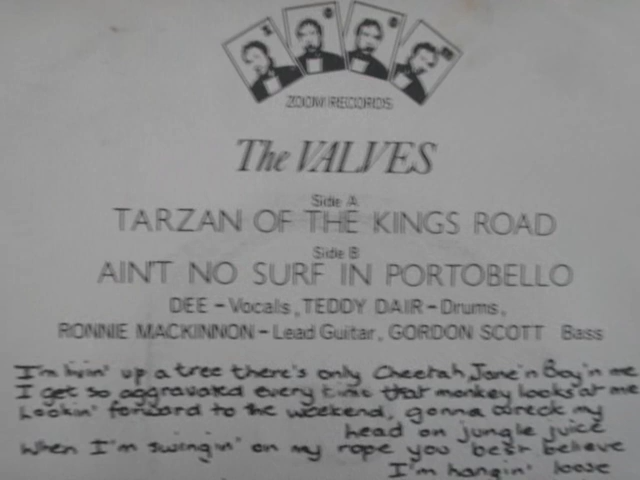 ZOOM RECORDS
The VALVES
Side A
TARZAN OF THE KINGS ROAD
Side B
AIN'T NO SURF IN PORTOBELLO
DEE - Vocals, TEDDY DAIR - Drums,
RONNIE MACKINNON - Lead Guitar, GORDON SCOTT Bass
I'm livin' up a tree there's only Cheetah, Jane'n Boy'n me
I get so aggravated every time that monkey looks at me
Lookin' forward to the weekend, gonna wreck my
head on jungle juice
When I'm swingin' on my rope you best believe
I'm hangin' loose